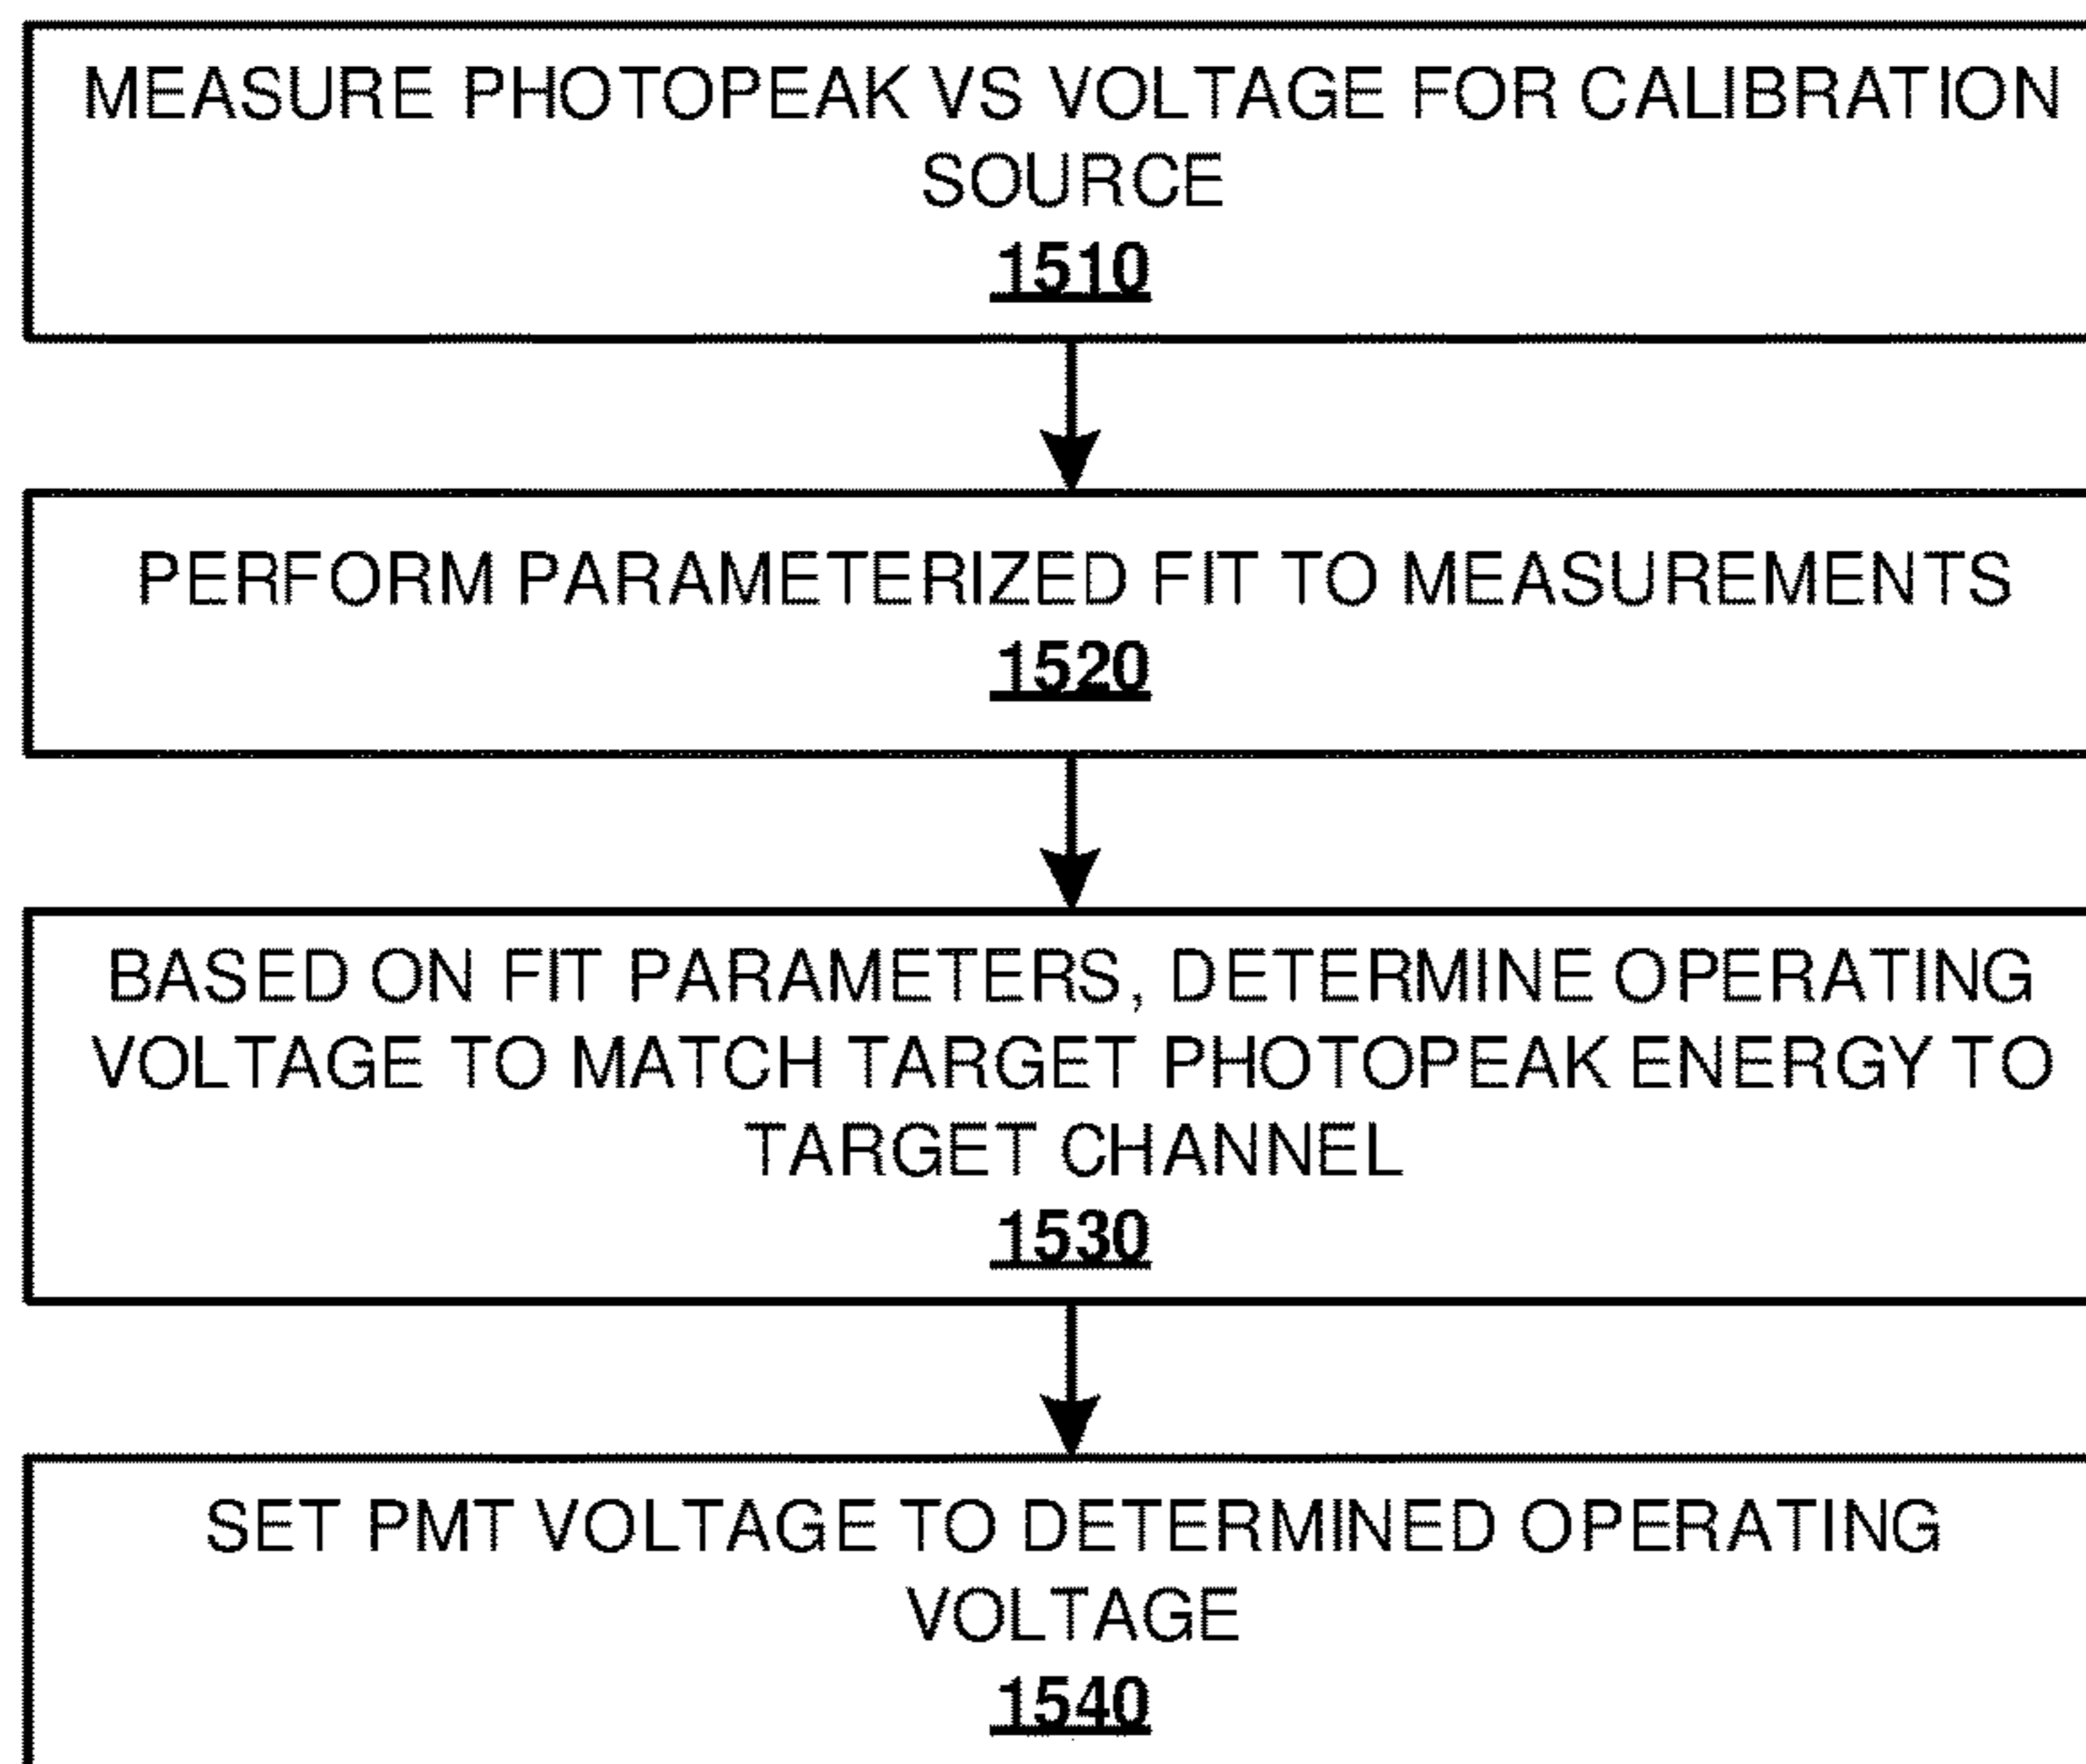 MEASURE PHOTOPEAK VS VOLTAGE FOR CALIBRATION
SOURCE
1510
PERFORM PARAMETERIZED FIT TO MEASUREMENTS
1520
BASED ON FIT PARAMETERS, DETERMINE OPERATING
VOLTAGE TO MATCH TARGET PHOTOPEAK ENERGY TO
TARGET CHANNEL
1530
SET PMT VOLTAGE TO DETERMINED OPERATING
VOLTAGE
1540